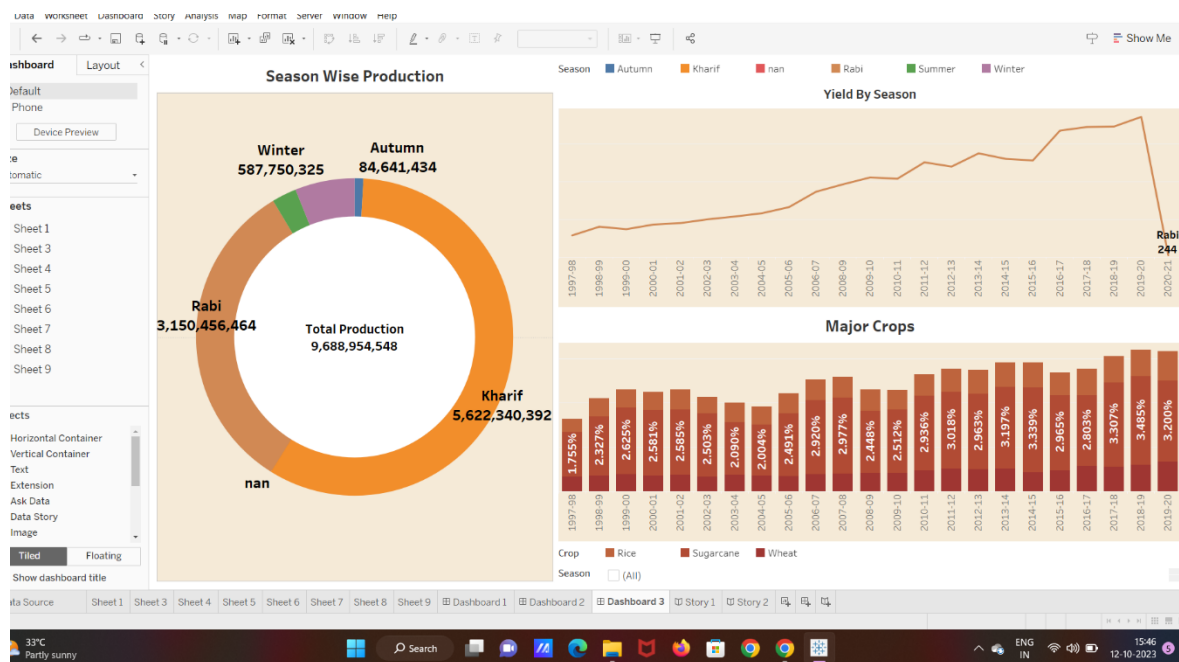 Data Worksheet Dashboard Story Analysis Map Format Server Window Help
Show Me
ashboard Layout
Default
Phone
Device Preview
ze
tomatic
heets
Sheet 1
Sheet 3
Sheet 4
Sheet 5
Sheet 6
Sheet 7
Sheet 8
Sheet 9
ects
Horizontal Container
Vertical Container
Text
Extension
Ask Data
Data Story
Image
Tiled Floating
Show dashboard title
Season Wise Production
Winter
587,750,325
Autumn
84,641,434
Rabi
3,150,456,464
Total Production
9,688,954,548
Kharif
5,622,340,392
nan
Season Autumn Kharif nan Rabi Summer Winter
Yield By Season
Rabi
244
1997-98 1998-99 1999-00 2000-01 2001-02 2002-03 2003-04 2004-05 2005-06 2006-07 2008-09 2009-10 2010-11 2011-12 2012-13 2013-14 2014-15 2015-16 2016-17 2017-18 2018-19 2019-20 2020-21
Major Crops
1.755% 2.327% 2.625% 2.581% 2.585% 2.503% 2.090% 2.004% 2.491% 2.920% 2.977% 2.448% 2.512% 2.936% 3.018% 2.963% 3.197% 3.339% 2.965% 2.803% 3.307% 3.485% 3.200%
1997-98 1998-99 1999-00 2000-01 2001-02 2002-03 2003-04 2004-05 2005-06 2006-07 2007-08 2008-09 2009-10 2010-11 2011-12 2012-13 2013-14 2014-15 2015-16 2016-17 2017-18 2018-19 2019-20
Crop Rice Sugarcane Wheat
Season (All)
ata Source Sheet 1 Sheet 3 Sheet 4 Sheet 5 Sheet 6 Sheet 7 Sheet 8 Sheet 9 Dashboard 1 Dashboard 2 Dashboard 3 Story 1 Story 2
33°C
Partly sunny
Search
ENG
IN
15:46
12-10-2023
5